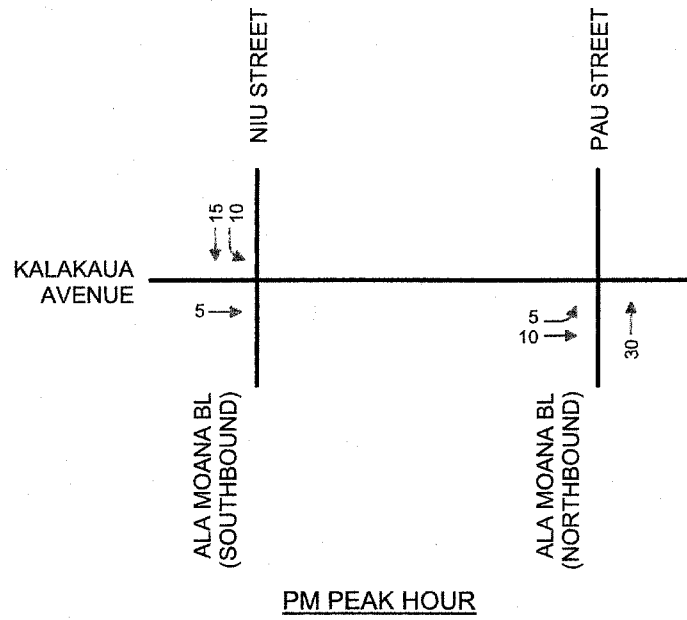 NIU STREET
PAU STREET
15
10
KALAKAUA
AVENUE
5
5
10
30
ALA MOANA BL
(SOUTHBOUND)
ALA MOANA BL
(NORTHBOUND)
PM PEAK HOUR